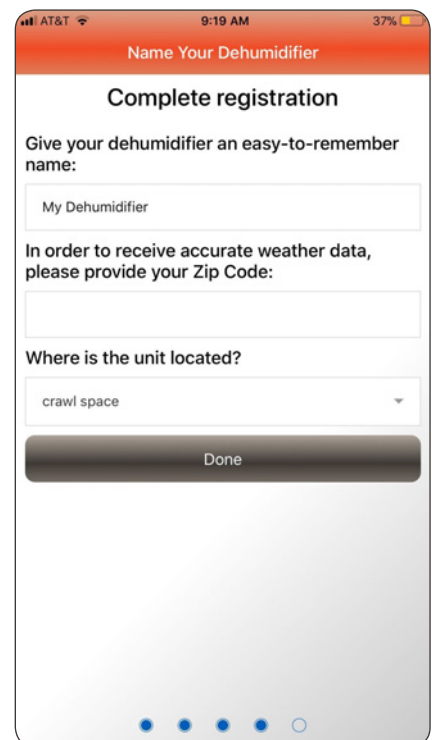 AT&T 9:19 AM 37%
Name Your Dehumidifier
Complete registration
Give your dehumidifier an easy-to-remember
name:
My Dehumidifier
In order to receive accurate weather data,
please provide your Zip Code:
Where is the unit located?
crawl space
Done